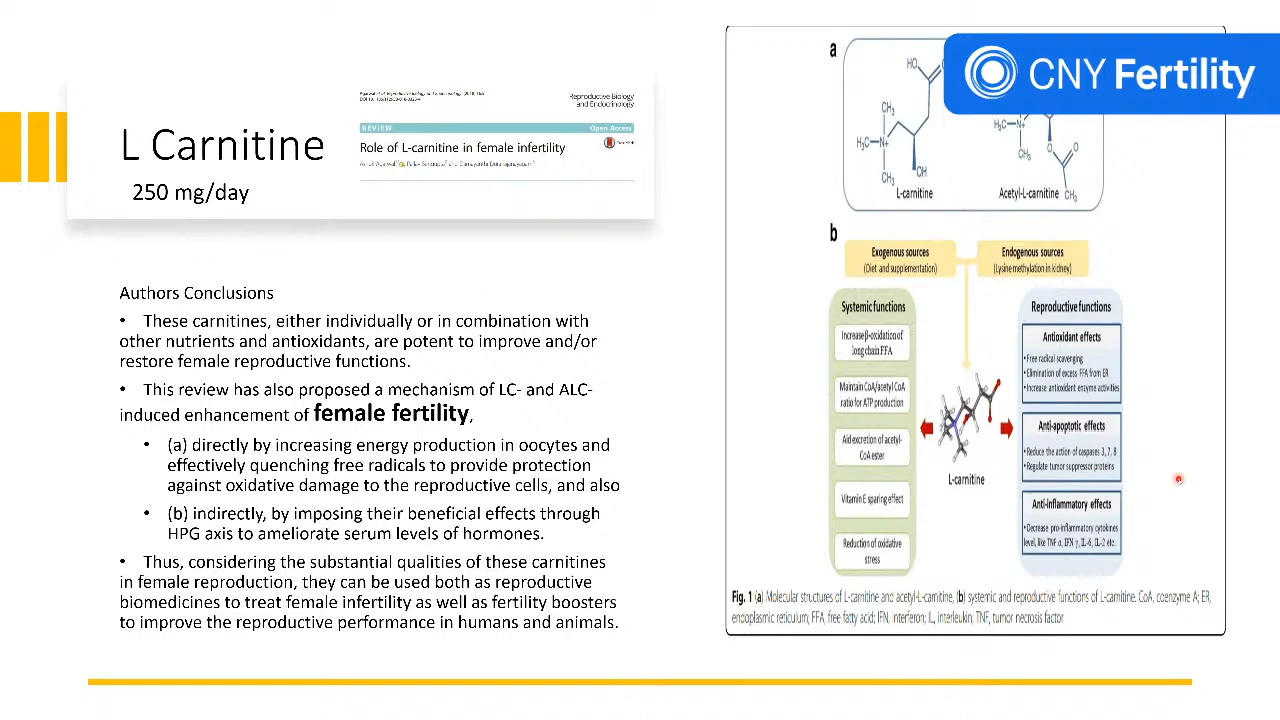 L Carnitine
250 mg/day
Reproductive Biology
and Endocrinology
REVIEW
Open Access
Role of L-carnitine in female infertility
Authors Conclusions
• These carnitines, either individually or in combination with
other nutrients and antioxidants, are potent to improve and/or
restore female reproductive functions.
• This review has also proposed a mechanism of LC- and ALC-
induced enhancement of female fertility,
• (a) directly by increasing energy production in oocytes and
effectively quenching free radicals to provide protection
against oxidative damage to the reproductive cells, and also
• (b) indirectly, by imposing their beneficial effects through
HPG axis to ameliorate serum levels of hormones.
• Thus, considering the substantial qualities of these carnitines
in female reproduction, they can be used both as reproductive
biomedicines to treat female infertility as well as fertility boosters
to improve the reproductive performance in humans and animals.
CNY Fertility
a
HO
O
CH3
H3C
N+
CH3
OH
L-carnitine
H3C
N+
CH3
O
O
CH3
Acetyl-L-carnitine
b
Exogenous sources
(Diet and supplementation)
Endogenous sources
(Lysine methylation in kidney)
Systemic functions
Increase β-oxidation of
long chain FFA
Maintain CoA/acetyl CoA
ratio for ATP production
Aid excretion of acetyl-
CoA ester
Vitamin E sparing effect
Reduction of oxidative
stress
L-carnitine
Reproductive functions
Antioxidant effects
•Free radical scavenging
•Elimination of excess FFA from ER
•Increase antioxidant enzyme activities
Anti-apoptotic effects
•Reduce the action of caspases 3, 7, 8
•Regulate tumor suppressor proteins
Anti-inflammatory effects
•Decrease pro-inflammatory cytokines
level, like TNF α, IFN γ, IL-6, IL-2 etc.
Fig. 1 (a) Molecular structures of L-carnitine and acetyl-L-carnitine, (b) systemic and reproductive functions of L-carnitine. CoA, coenzyme A; ER,
endoplasmic reticulum; FFA, free fatty acid; IFN, interferon; IL, interleukin; TNF, tumor necrosis factor